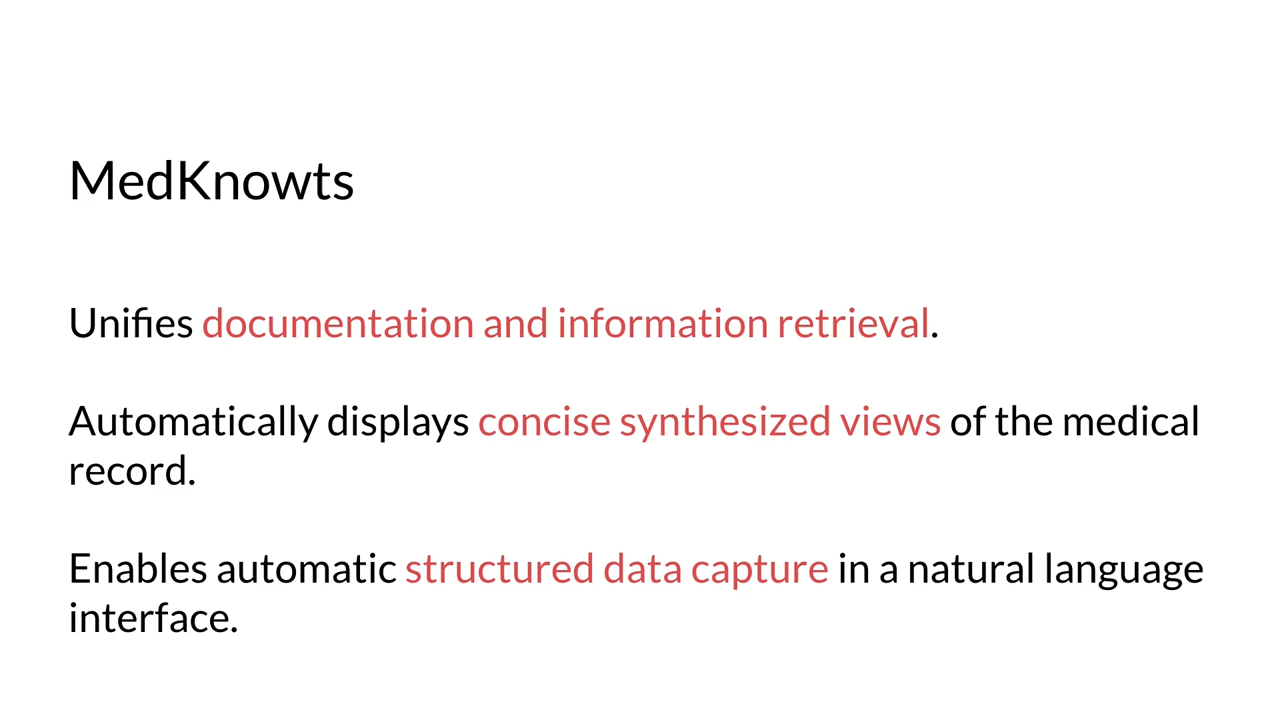 MedKnowts
Unifies documentation and information retrieval.
Automatically displays concise synthesized views of the medical
record.
Enables automatic structured data capture in a natural language
interface.